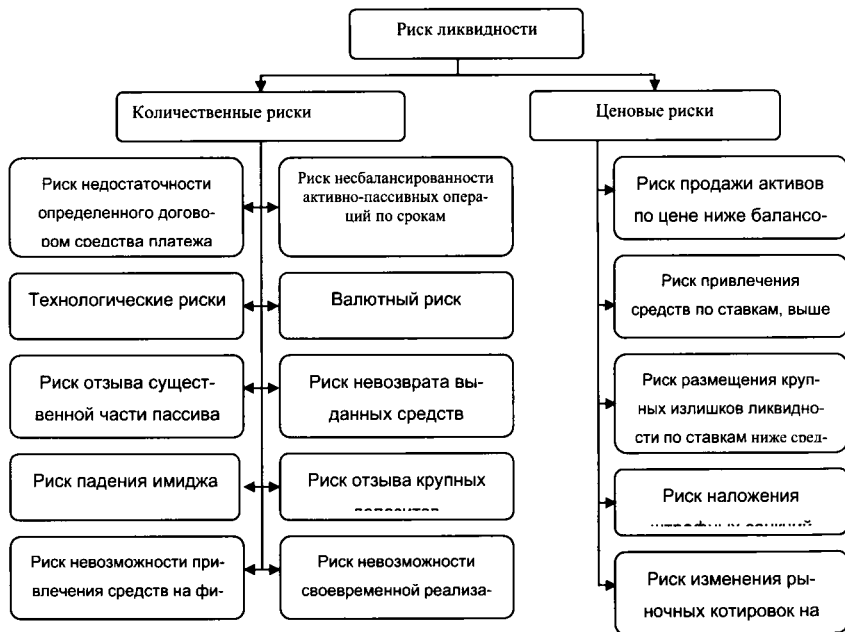 Риск ликвидности
Количественные риски
Ценовые риски
Риск недостаточности
определенного догово-
ром средства платежа
Риск несбалансированности
активно-пассивных опера-
ций по срокам
Риск продажи активов
по цене ниже балансо-
Технологические риски
Валютный риск
Риск привлечения
средств по ставкам, выше
Риск отзыва сущест-
венной части пассива
Риск невозврата вы-
данных средств
Риск размещения круп-
ных излишков ликвидно-
сти по ставкам ниже сред-
Риск падения имиджа
Риск отзыва крупных
депозитов
Риск наложения
штрафных санкций
Риск невозможности при-
влечения средств на фи-
Риск невозможности
своевременной реализа-
Риск изменения ры-
ночных котировок на